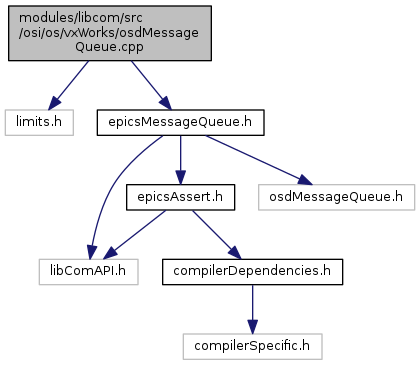 modules/libcom/src
/osi/os/vxWorks/osdMessage
Queue.cpp
limits.h
epicsMessageQueue.h
epicsAssert.h
osdMessageQueue.h
libComAPI.h
compilerDependencies.h
compilerSpecific.h